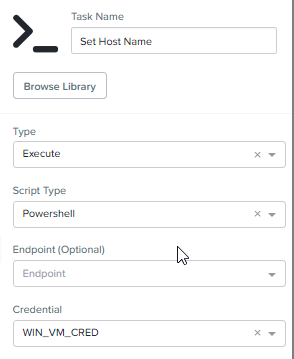 Task Name
Set Host Name
Browse Library
Type
Execute
Script Type
Powershell
Endpoint (Optional)
Endpoint
Credential
WIN_VM_CRED